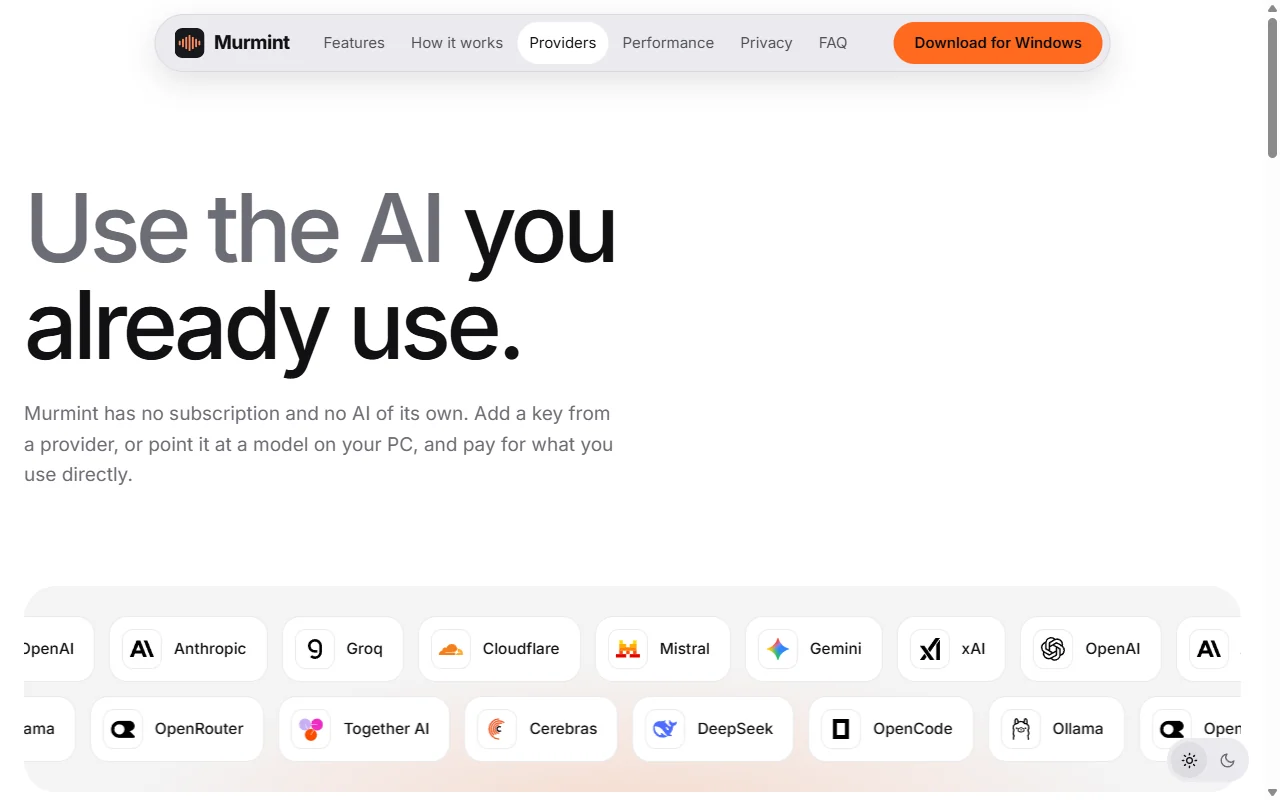 Murmint
Features
How it works
Providers
Performance
Privacy
FAQ
Download for Windows
Use the AI you
already use.
Murmint has no subscription and no AI of its own. Add a key from
a provider, or point it at a model on your PC, and pay for what you
use directly.
OpenAI
Anthropic
Groq
Cloudflare
Mistral
Gemini
xAI
OpenAI
ama
OpenRouter
Together AI
Cerebras
DeepSeek
OpenCode
Ollama
Open